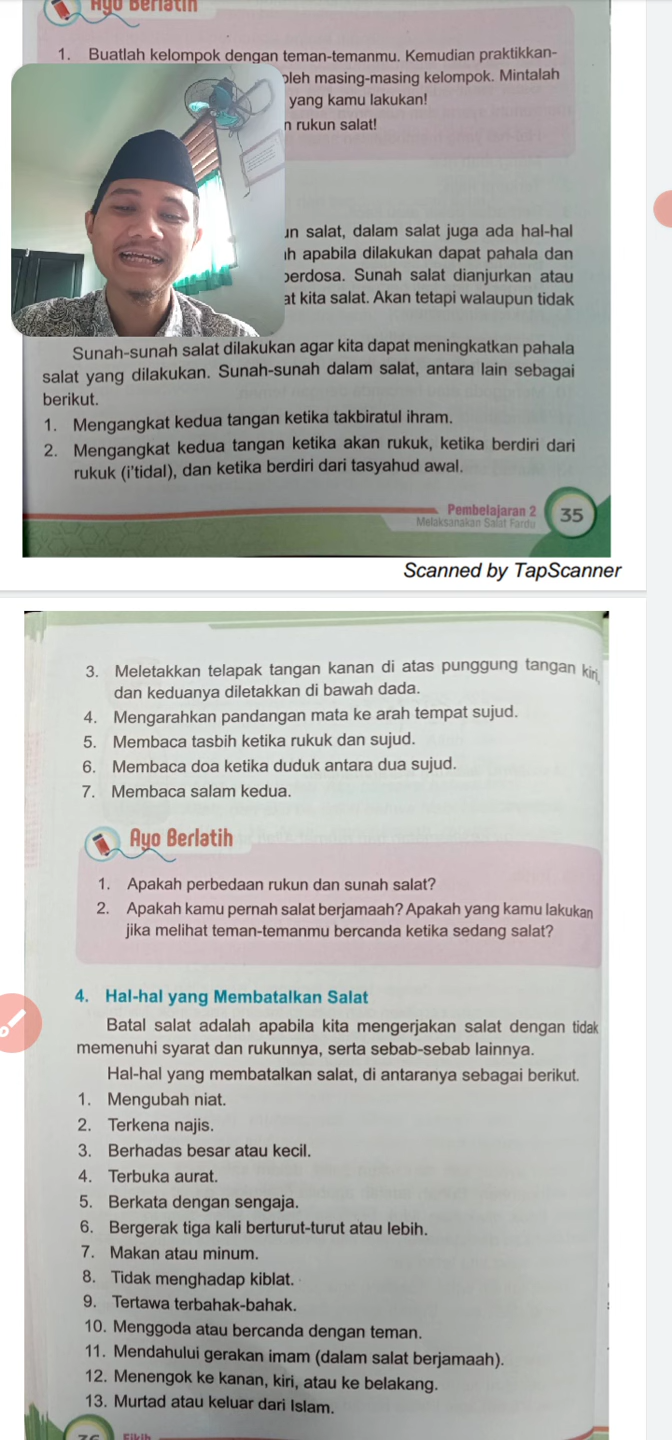 Ayo Berlatih
1. Buatlah kelompok dengan teman-temanmu. Kemudian praktikkan-
oleh masing-masing kelompok. Mintalah
yang kamu lakukan!
n rukun salat!
un salat, dalam salat juga ada hal-hal
ah apabila dilakukan dapat pahala dan
berdosa. Sunah salat dianjurkan atau
at kita salat. Akan tetapi walaupun tidak
Sunah-sunah salat dilakukan agar kita dapat meningkatkan pahala
salat yang dilakukan. Sunah-sunah dalam salat, antara lain sebagai
berikut.
1. Mengangkat kedua tangan ketika takbiratul ihram.
2. Mengangkat kedua tangan ketika akan rukuk, ketika berdiri dari
rukuk (i'tidal), dan ketika berdiri dari tasyahud awal.
Pembelajaran 2
Melaksanakan Salat Fardu
35
Scanned by TapScanner
3. Meletakkan telapak tangan kanan di atas punggung tangan kiri
dan keduanya diletakkan di bawah dada.
4. Mengarahkan pandangan mata ke arah tempat sujud.
5. Membaca tasbih ketika rukuk dan sujud.
6. Membaca doa ketika duduk antara dua sujud.
7. Membaca salam kedua.
Ayo Berlatih
1. Apakah perbedaan rukun dan sunah salat?
2. Apakah kamu pernah salat berjamaah? Apakah yang kamu lakukan
jika melihat teman-temanmu bercanda ketika sedang salat?
4. Hal-hal yang Membatalkan Salat
Batal salat adalah apabila kita mengerjakan salat dengan tidak
memenuhi syarat dan rukunnya, serta sebab-sebab lainnya.
Hal-hal yang membatalkan salat, di antaranya sebagai berikut.
1. Mengubah niat.
2. Terkena najis.
3. Berhadas besar atau kecil.
4. Terbuka aurat.
5. Berkata dengan sengaja.
6. Bergerak tiga kali berturut-turut atau lebih.
7. Makan atau minum.
8. Tidak menghadap kiblat.
9. Tertawa terbahak-bahak.
10. Menggoda atau bercanda dengan teman.
11. Mendahului gerakan imam (dalam salat berjamaah).
12. Menengok ke kanan, kiri, atau ke belakang.
13. Murtad atau keluar dari Islam.
Fikih